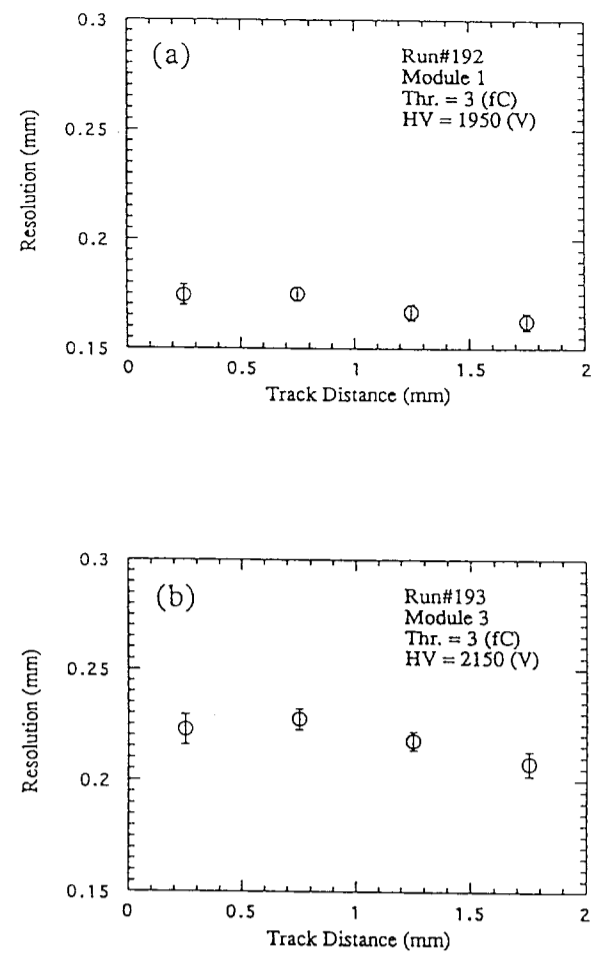 0.3
(a)
Run#192
Module 1
Thr. = 3 (fC)
HV = 1950 (V)
0.25
Resolution (mm)
0.2
0.15
0 0.5 1 1.5 2
Track Distance (mm)
0.3
(b)
Run#193
Module 3
Thr. = 3 (fC)
HV = 2150 (V)
0.25
Resolution (mm)
0.2
0.15
0 0.5 1 1.5 2
Track Distance (mm)